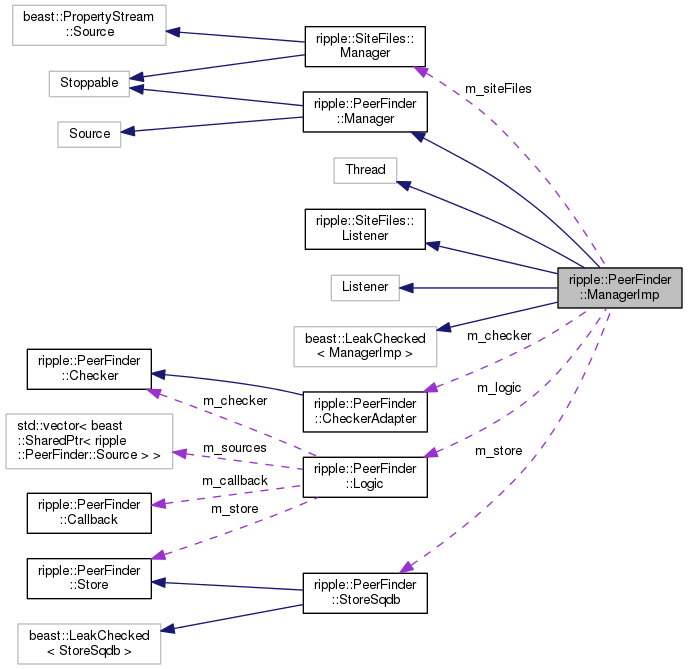 beast::PropertyStream
::Source
ripple::SiteFiles::
Manager
Stoppable
m_siteFiles
ripple::PeerFinder
::Manager
Source
Thread
ripple::SiteFiles::
Listener
ripple::PeerFinder
::ManagerImp
Listener
beast::LeakChecked
< ManagerImp >
m_checker
ripple::PeerFinder
::Checker
m_logic
m_checker
ripple::PeerFinder
::CheckerAdapter
std::vector< beast
::SharedPtr< ripple
::PeerFinder::Source > >
m_sources
m_store
ripple::PeerFinder
::Logic
m_callback
ripple::PeerFinder
::Callback
m_store
ripple::PeerFinder
::Store
ripple::PeerFinder
::StoreSqdb
beast::LeakChecked
< StoreSqdb >